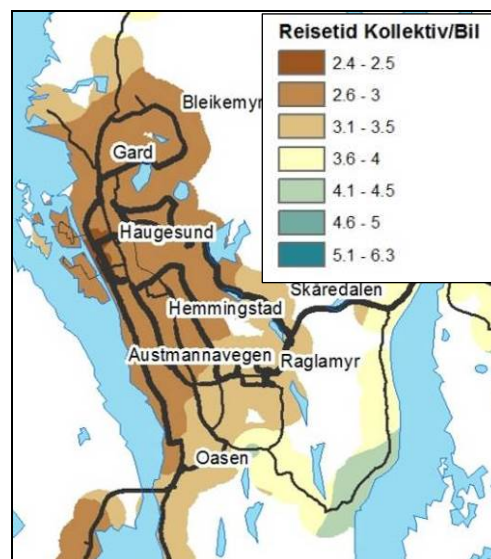 Reisetid Kollektiv/Bil
2.4 - 2.5
2.6 - 3
3.1 - 3.5
3.6 - 4
4.1 - 4.5
4.6 - 5
5.1 - 6.3
Bleikemyr
Gard
Haugesund
Skåredalen
Hemmingstad
Austmannavegen
Raglamyr
Oasen